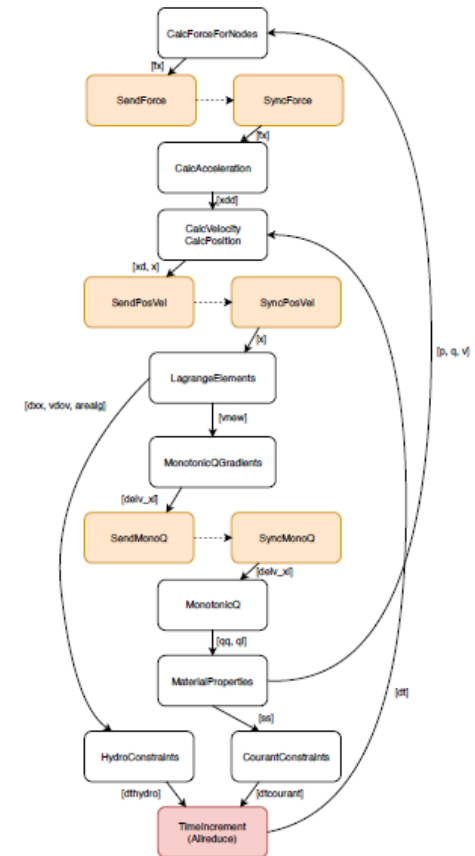 CalcForceForNodes
[fx]
SendForce
SyncForce
[fx]
CalcAcceleration
[xdd]
CalcVelocity
CalcPosition
[xd, x]
SendPosVel
SyncPosVel
[x]
[p, q, v]
LagrangeElements
[dxx, vdov, arealg]
[vnew]
MonotonicQGradients
[delv_xi]
SendMonoQ
SyncMonoQ
[delv_xi]
MonotonicQ
[qq, ql]
MaterialProperties
[dt]
[ss]
HydroConstraints
CourantConstraints
[dthydro]
[dtcourant]
TimeIncrement
(Allreduce)